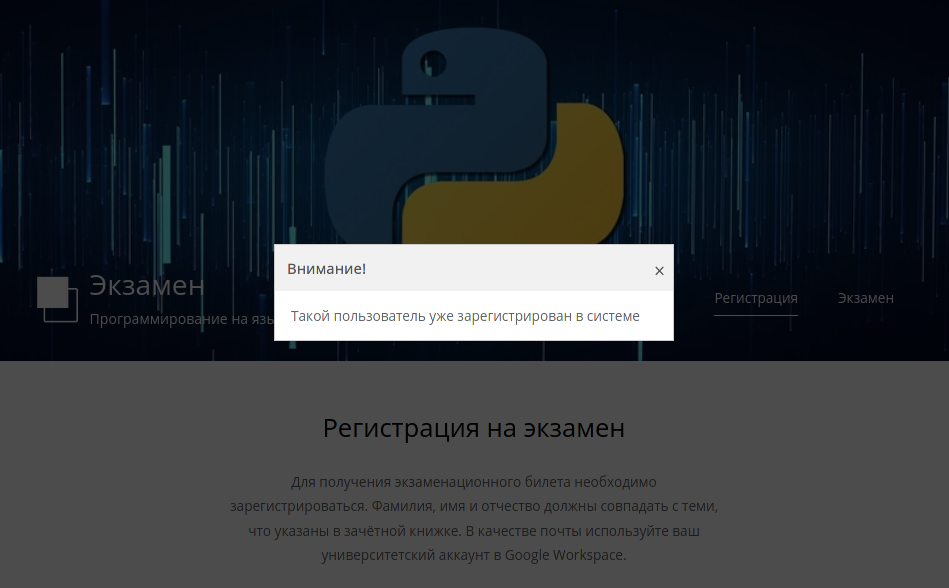 Экзамен
Программирование на язы
Регистрация
Экзамен
Внимание!
×
Такой пользователь уже зарегистрирован в системе
Регистрация на экзамен
Для получения экзаменационного билета необходимо
зарегистрироваться. Фамилия, имя и отчество должны совпадать с теми,
что указаны в зачётной книжке. В качестве почты используйте ваш
университетский аккаунт в Google Workspace.